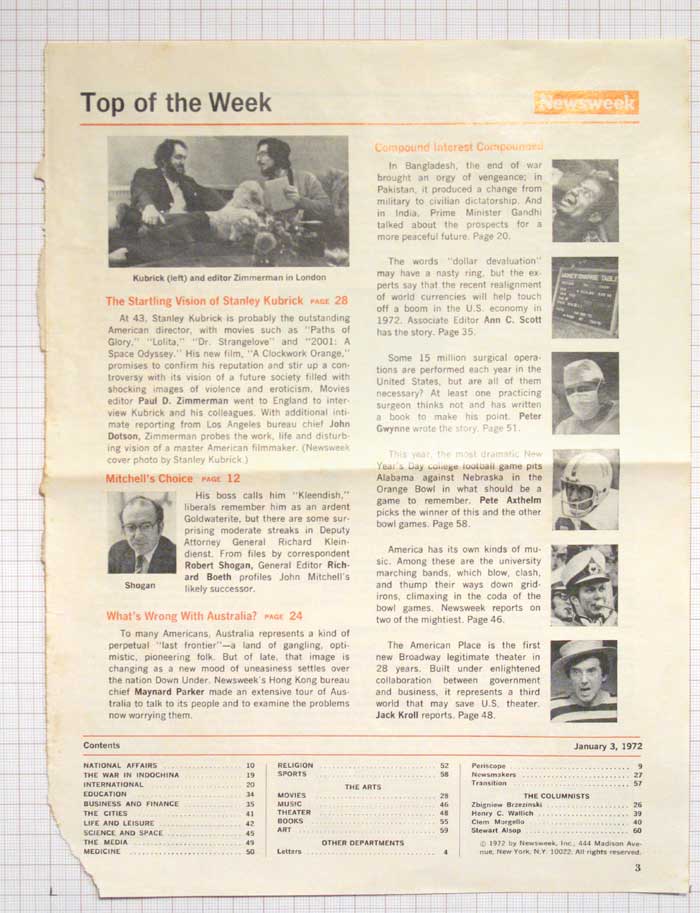 Top of the Week
Newsweek
Kubrick (left) and editor Zimmerman in London
The Startling Vision of Stanley Kubrick PAGE 28
At 43, Stanley Kubrick is probably the outstanding
American director, with movies such as "Paths of
Glory," "Lolita," "Dr. Strangelove" and "2001: A
Space Odyssey." His new film, "A Clockwork Orange,"
promises to confirm his reputation and stir up a con-
troversy with its vision of a future society filled with
shocking images of violence and eroticism. Movies
editor Paul D. Zimmerman went to England to inter-
view Kubrick and his colleagues. With additional inti-
mate reporting from Los Angeles bureau chief John
Dotson, Zimmerman probes the work, life and disturb-
ing vision of a master American filmmaker. (Newsweek
cover photo by Stanley Kubrick.)
Mitchell's Choice PAGE 12
His boss calls him "Kleendish,"
liberals remember him as an ardent
Goldwaterite, but there are some sur-
prising moderate streaks in Deputy
Attorney General Richard Klein-
dienst. From files by correspondent
Robert Shogan, General Editor Rich-
ard Boeth profiles John Mitchell's
likely successor.
Shogan
What's Wrong With Australia? PAGE 24
To many Americans, Australia represents a kind of
perpetual "last frontier"—a land of gangling, opti-
mistic, pioneering folk. But of late, that image is
changing as a new mood of uneasiness settles over
the nation Down Under. Newsweek's Hong Kong bureau
chief Maynard Parker made an extensive tour of Aus-
tralia to talk to its people and to examine the problems
now worrying them.
Compound Interest Compounded
In Bangladesh, the end of war
brought an orgy of vengeance; in
Pakistan, it produced a change from
military to civilian dictatorship. And
in India, Prime Minister Gandhi
talked about the prospects for a
more peaceful future. Page 20.
The words "dollar devaluation"
may have a nasty ring, but the ex-
perts say that the recent realignment
of world currencies will help touch
off a boom in the U.S. economy in
1972. Associate Editor Ann C. Scott
has the story. Page 35.
Some 15 million surgical opera-
tions are performed each year in the
United States, but are all of them
necessary? At least one practicing
surgeon thinks not and has written
a book to make his point. Peter
Gwynne wrote the story. Page 51.
This year, the most dramatic New
Year's Day college football game pits
Alabama against Nebraska in the
Orange Bowl in what should be a
game to remember. Pete Axthelm
picks the winner of this and the other
bowl games. Page 58.
America has its own kinds of mu-
sic. Among these are the university
marching bands, which blow, clash,
and thump their ways down grid-
irons, climaxing in the coda of the
bowl games. Newsweek reports on
two of the mightiest. Page 46.
The American Place is the first
new Broadway legitimate theater in
28 years. Built under enlightened
collaboration between government
and business, it represents a third
world that may save U.S. theater.
Jack Kroll reports. Page 48.
Contents
January 3, 1972
NATIONAL AFFAIRS 10
THE WAR IN INDOCHINA 19
INTERNATIONAL 20
EDUCATION 34
BUSINESS AND FINANCE 35
THE CITIES 41
LIFE AND LEISURE 42
SCIENCE AND SPACE 45
THE MEDIA 49
MEDICINE 50
RELIGION 52
SPORTS 58
THE ARTS
MOVIES 28
MUSIC 46
THEATER 48
BOOKS 55
ART 59
OTHER DEPARTMENTS
Letters 4
Periscope 9
Newsmakers 27
Transition 57
THE COLUMNISTS
Zbigniew Brzezinski 26
Henry C. Wallich 39
Clem Morgello 40
Stewart Alsop 60
© 1972 by Newsweek, Inc., 444 Madison Ave-
nue, New York, N.Y. 10022. All rights reserved.
3